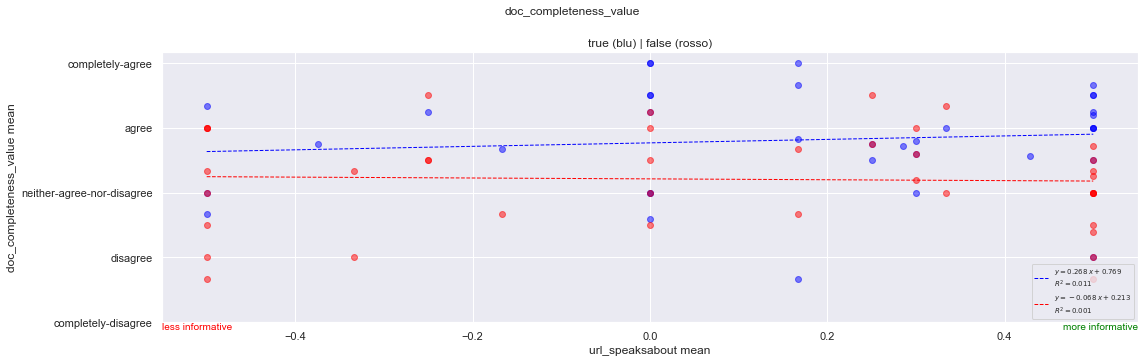 doc_completeness_value
true (blu) | false (rosso)
completely-agree
agree
neither-agree-nor-disagree
disagree
completely-disagree
doc_completeness_value mean
y = 0.268 x + 0.769
R² = 0.011
y = −0.068 x + 0.213
R² = 0.001
less informative
more informative
−0.4
−0.2
0.0
0.2
0.4
url_speaksabout mean